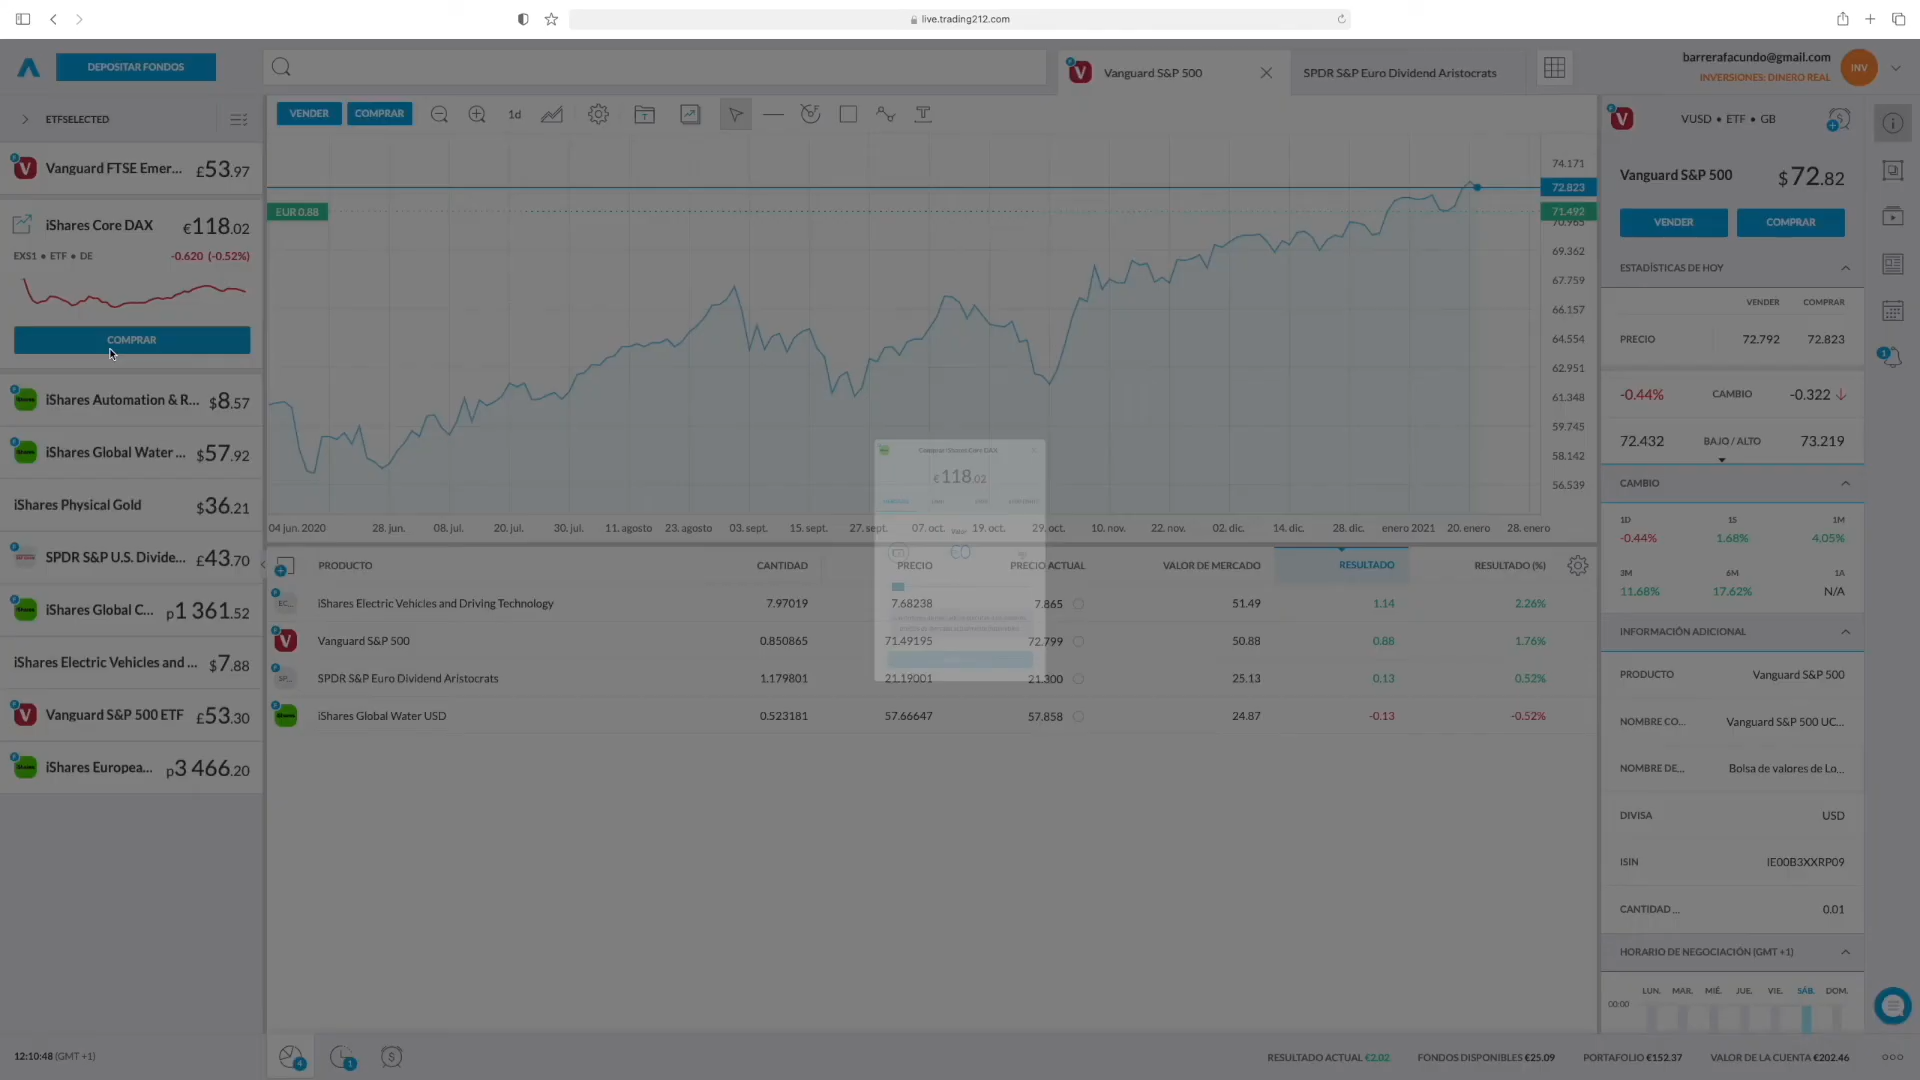 live.trading212.com
DEPOSITAR FONDOS
Vanguard S&P 500
SPDR S&P Euro Dividend Aristocrats
barrerafacundo@gmail.com
INVERSIONES: DINERO REAL
INV
ETFSELECTED
Vanguard FTSE Emer... £53.97
iShares Core DAX €118.02
EXS1 • ETF • DE -0.620 (-0.52%)
COMPRAR
iShares Automation & R... $8.57
iShares Global Water ... $57.92
iShares Physical Gold $36.21
SPDR S&P U.S. Divide... £43.70
iShares Global C... p1 361.52
iShares Electric Vehicles and ... $7.88
Vanguard S&P 500 ETF £53.30
iShares Europea... p3 466.20
12:10:48 (GMT +1)
VENDER COMPRAR 1d
EUR 0.88
74.171
72.823
71.492
70.965
69.362
67.759
66.157
64.554
62.951
61.348
59.745
58.142
56.539
04 jun. 2020 28. jun. 08. jul. 20. jul. 30. jul. 11. agosto 23. agosto 03. sept. 15. sept. 27. sept. 07. oct. 19. oct. 29. oct. 10. nov. 22. nov. 02. dic. 14. dic. 28. dic. enero 2021 20. enero 28. enero
Comprar iShares Core DAX
€118.02
Valor
€0
PRODUCTO CANTIDAD PRECIO PRECIO ACTUAL VALOR DE MERCADO RESULTADO RESULTADO (%)
EC... iShares Electric Vehicles and Driving Technology 7.97019 7.68238 7.865 51.49 1.14 2.26%
Vanguard S&P 500 0.850865 71.49195 72.799 50.88 0.88 1.76%
SP... SPDR S&P Euro Dividend Aristocrats 1.179801 21.19001 21.300 25.13 0.13 0.52%
iShares Global Water USD 0.523181 57.66647 57.858 24.87 -0.13 -0.52%
4
1
RESULTADO ACTUAL €2.02 FONDOS DISPONIBLES €25.09 PORTAFOLIO €152.37 VALOR DE LA CUENTA €202.46
VUSD • ETF • GB
Vanguard S&P 500 $72.82
VENDER COMPRAR
ESTADÍSTICAS DE HOY
VENDER COMPRAR
PRECIO 72.792 72.823
-0.44% CAMBIO -0.322
72.432 BAJO / ALTO 73.219
CAMBIO
1D 1S 1M
-0.44% 1.68% 4.05%
3M 6M 1A
11.68% 17.62% N/A
INFORMACIÓN ADICIONAL
PRODUCTO Vanguard S&P 500
NOMBRE CO... Vanguard S&P 500 UC...
NOMBRE DE... Bolsa de valores de Lo...
DIVISA USD
ISIN IE00B3XXRP09
CANTIDAD ... 0.01
HORARIO DE NEGOCIACIÓN (GMT +1)
LUN. MAR. MIÉ. JUE. VIE. SÁB. DOM.
00:00
1